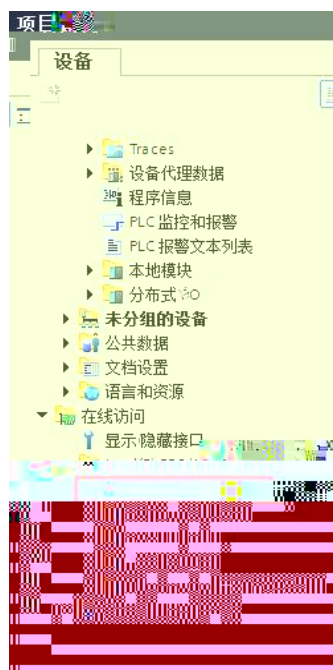 项目
设备
Traces
设备代理数据
程序信息
PLC 监控和报警
PLC 报警文本列表
本地模块
分布式 I/O
未分组的设备
公共数据
文档设置
语言和资源
在线访问
显示/隐藏接口